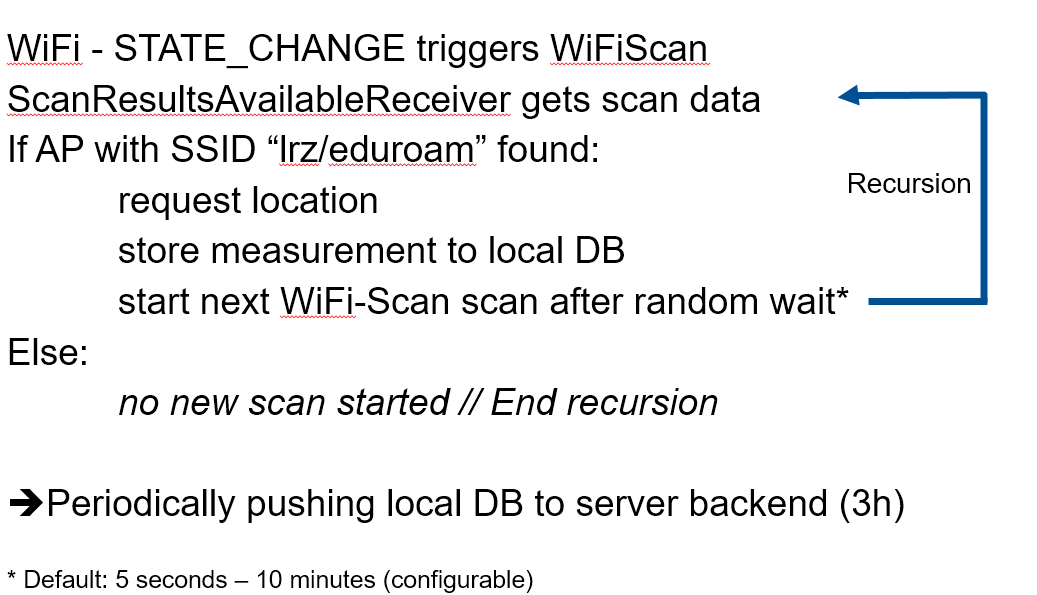 WiFi - STATE_CHANGE triggers WiFiScan
ScanResultsAvailableReceiver gets scan data
If AP with SSID “lrz/eduroam” found:
Recursion
request location
store measurement to local DB
start next WiFi-Scan scan after random wait*
Else:
no new scan started // End recursion
➔Periodically pushing local DB to server backend (3h)
* Default: 5 seconds – 10 minutes (configurable)